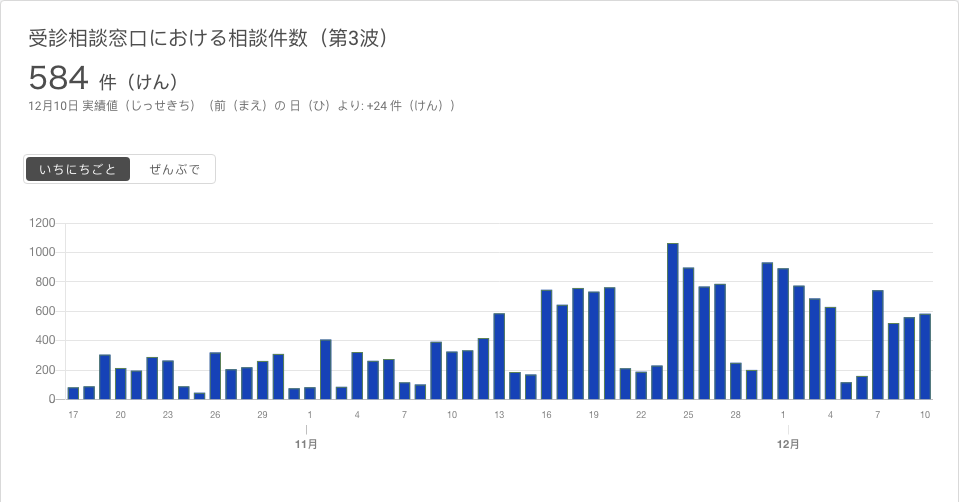 受診相談窓口における相談件数（第3波）
584 件（けん）
12月10日 実績値（じっせきち）（前（まえ）の 日（ひ）より: +24 件（けん））
いちにちごと ぜんぶで
1200
1000
800
600
400
200
0
17 20 23 26 29 1 4 7 10 13 16 19 22 25 28 1 4 7 10
11月 12月